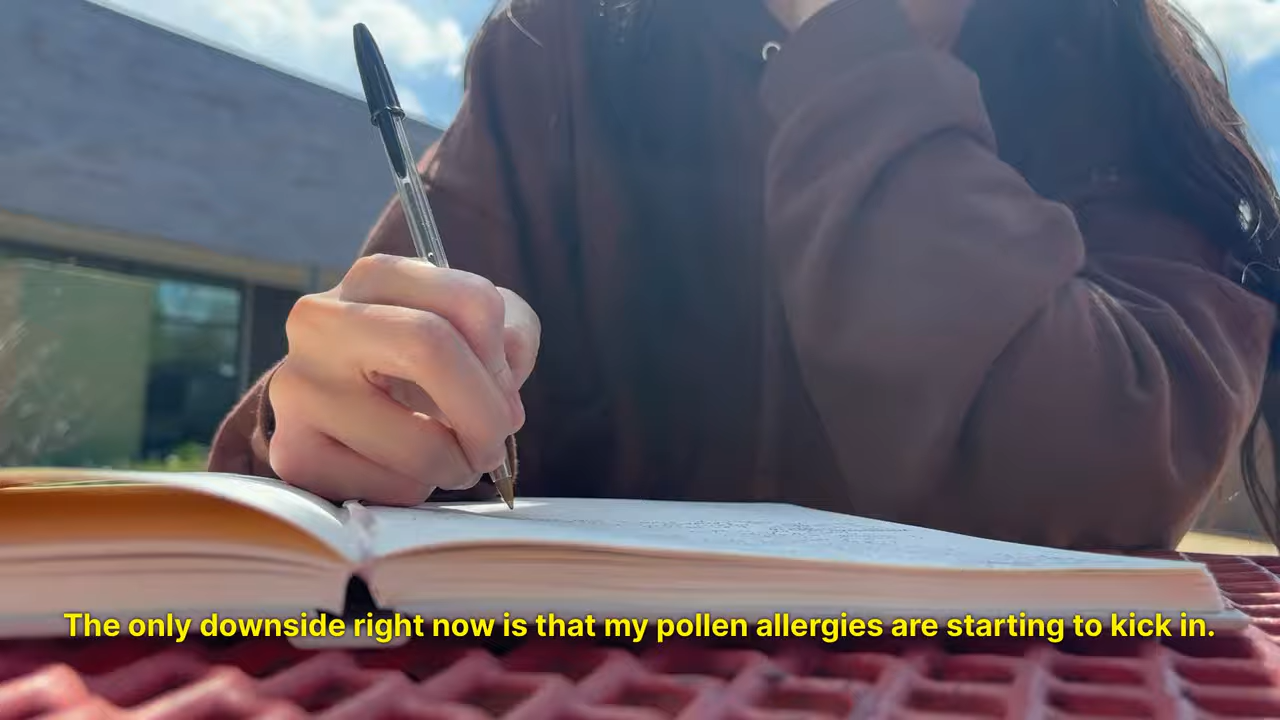 The only downside right now is that my pollen allergies are starting to kick in.